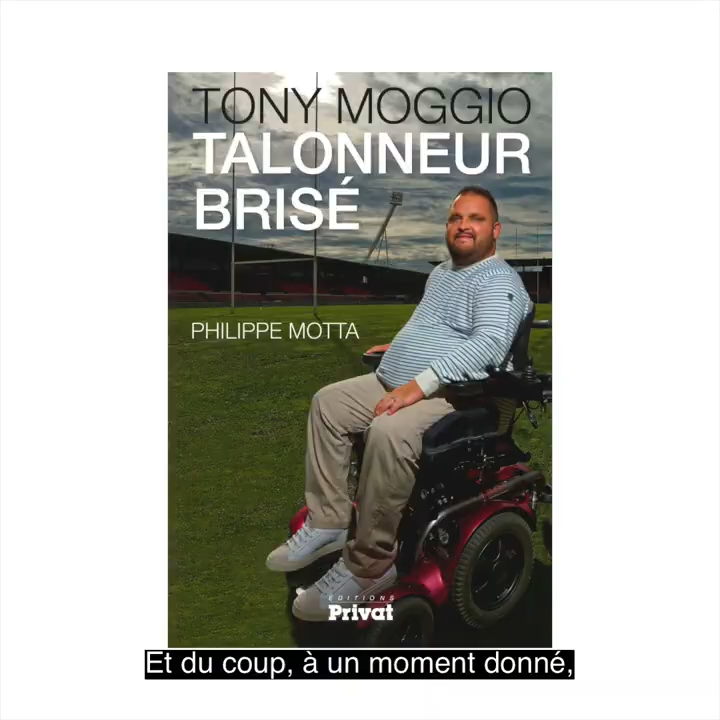 TONY MOGGIO
TALONNEUR
BRISÉ
PHILIPPE MOTTA
EDITIONS
Privat
Et du coup, à un moment donné,